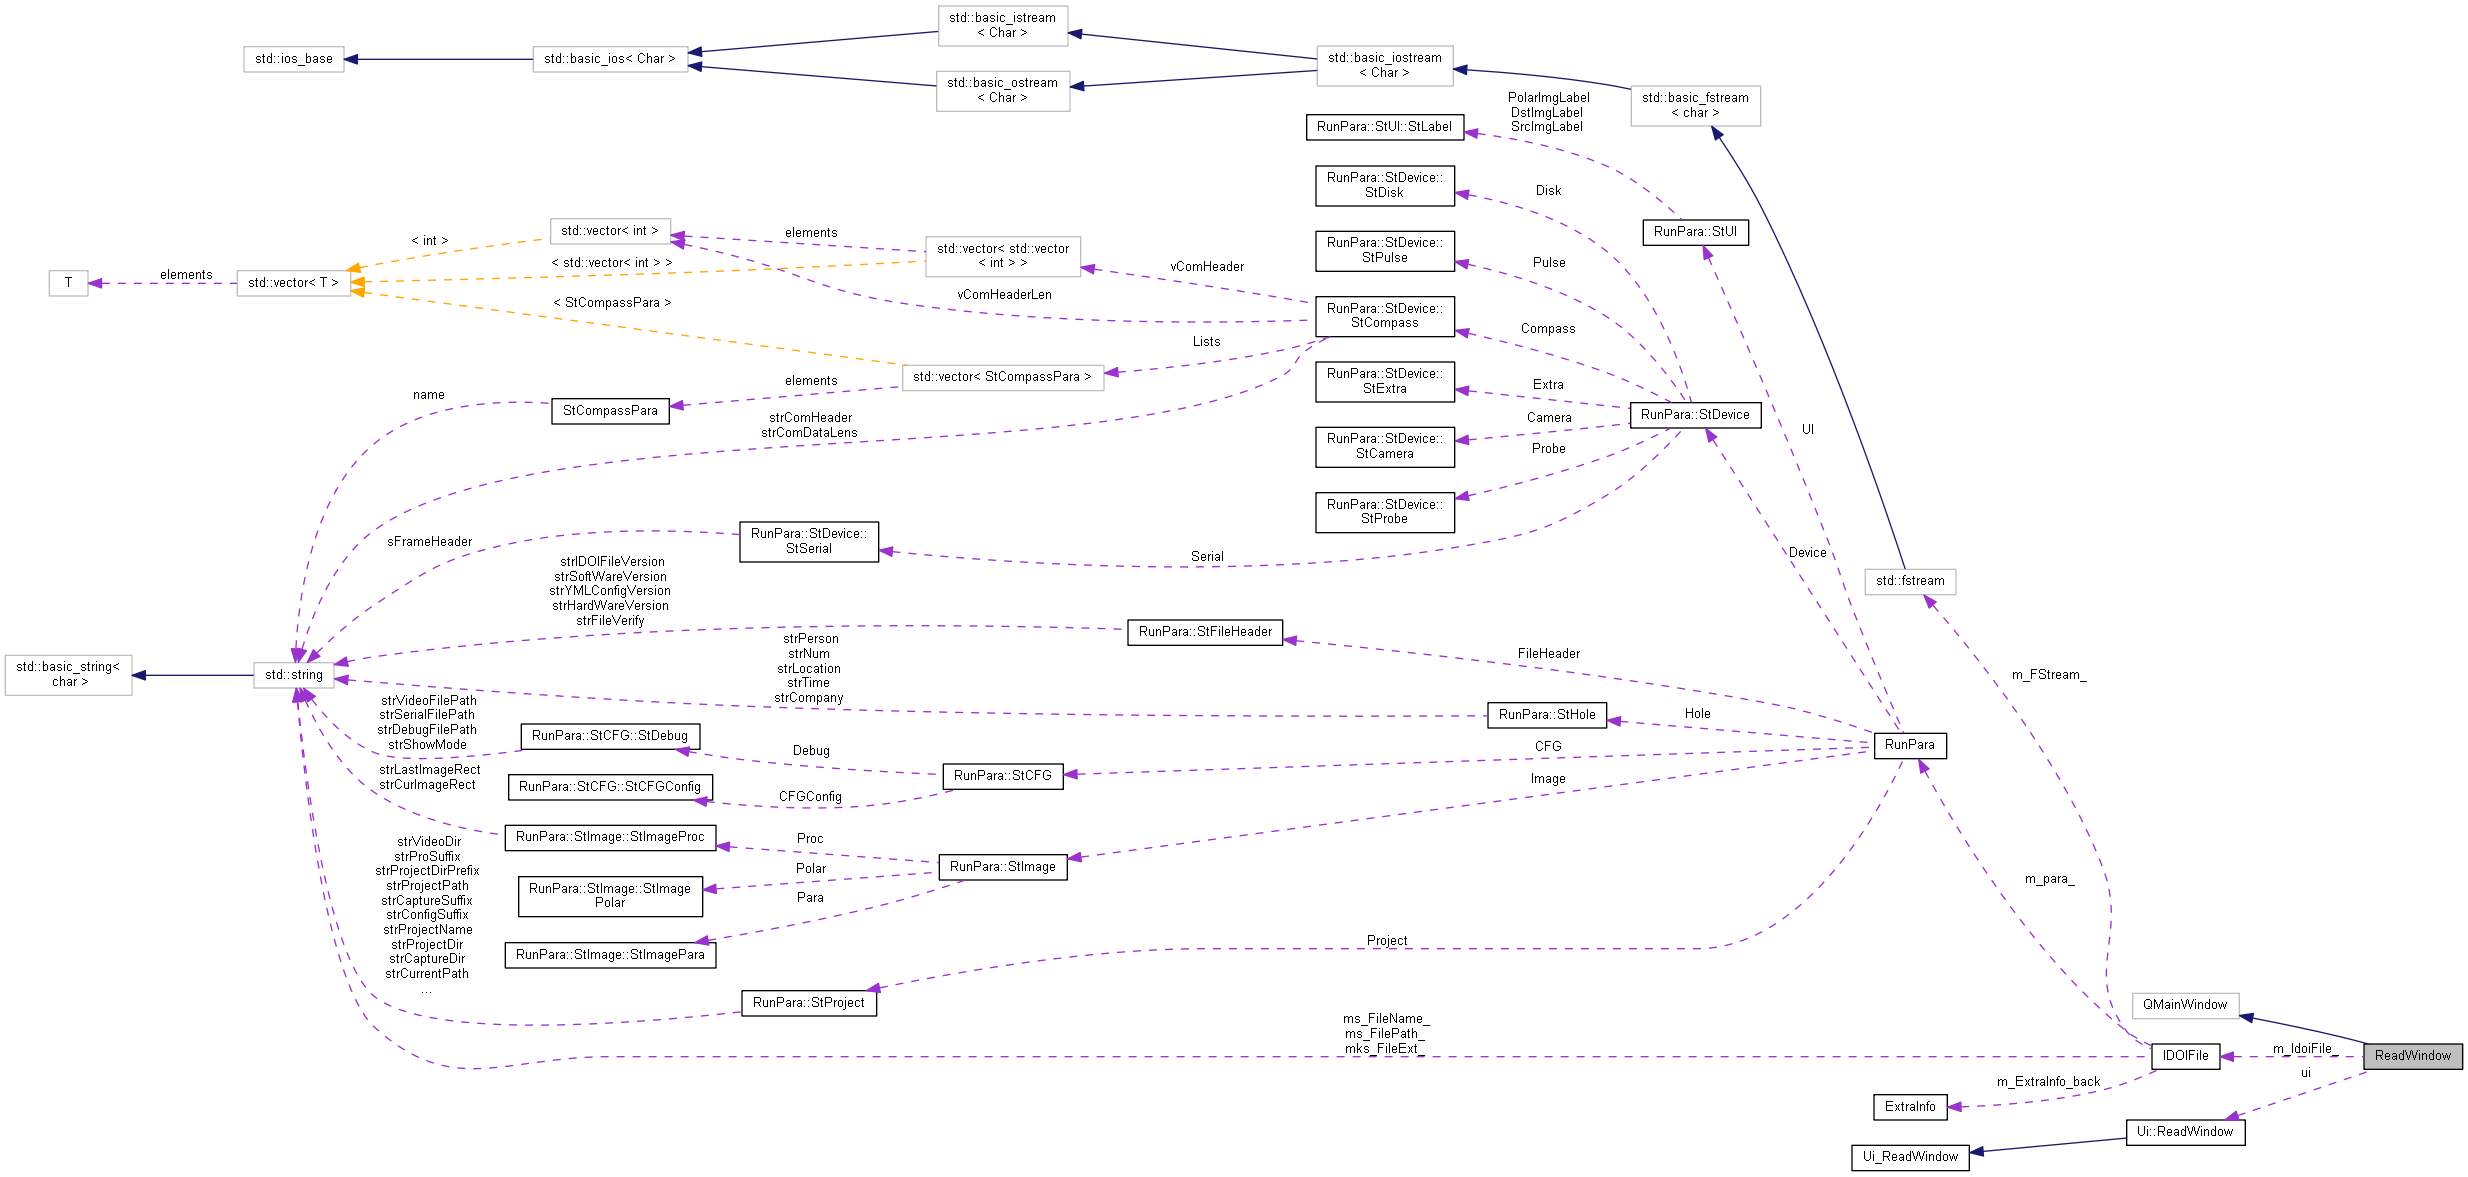 std::basic_istream
< Char >
std::ios_base
std::basic_ios< Char >
std::basic_iostream
< Char >
std::basic_ostream
< Char >
std::basic_fstream
< char >
PolarImgLabel
DstImgLabel
SrcImgLabel
RunPara::StUI::StLabel
RunPara::StDevice::
StDisk
Disk
RunPara::StUI
std::vector< int >
< int >
elements
std::vector< std::vector
< int > >
RunPara::StDevice::
StPulse
Pulse
T
elements
std::vector< T >
< std::vector< int > >
vComHeader
< StCompassPara >
vComHeaderLen
RunPara::StDevice::
StCompass
Compass
Lists
std::vector< StCompassPara >
elements
RunPara::StDevice::
StExtra
Extra
name
StCompassPara
strComHeader
strComDataLens
RunPara::StDevice
Camera
RunPara::StDevice::
StCamera
Probe
UI
RunPara::StDevice::
StProbe
sFrameHeader
RunPara::StDevice::
StSerial
Serial
Device
std::fstream
strIDOIFileVersion
strSoftWareVersion
strYMLConfigVersion
strHardWareVersion
strFileVerify
RunPara::StFileHeader
FileHeader
strPerson
strNum
strLocation
strTime
strCompany
std::basic_string<
char >
std::string
m_FStream_
strVideoFilePath
strSerialFilePath
strDebugFilePath
strShowMode
RunPara::StCFG::StDebug
RunPara::StHole
Hole
RunPara
Debug
CFG
RunPara::StCFG
strLastImageRect
strCurImageRect
RunPara::StCFG::StCFGConfig
CFGConfig
Image
RunPara::StImage::StImageProc
Proc
strVideoDir
strProSuffix
strProjectDirPrefix
strProjectPath
strCaptureSuffix
strConfigSuffix
strProjectName
strProjectDir
strCaptureDir
strCurrentPath
...
Polar
RunPara::StImage
RunPara::StImage::StImage
Polar
Para
m_para_
RunPara::StImage::StImagePara
Project
RunPara::StProject
QMainWindow
ms_FileName_
ms_FilePath_
mks_FileExt_
IDOIFile
m_IdoiFile_
ReadWindow
ui
m_ExtraInfo_back
ExtraInfo
Ui::ReadWindow
Ui_ReadWindow